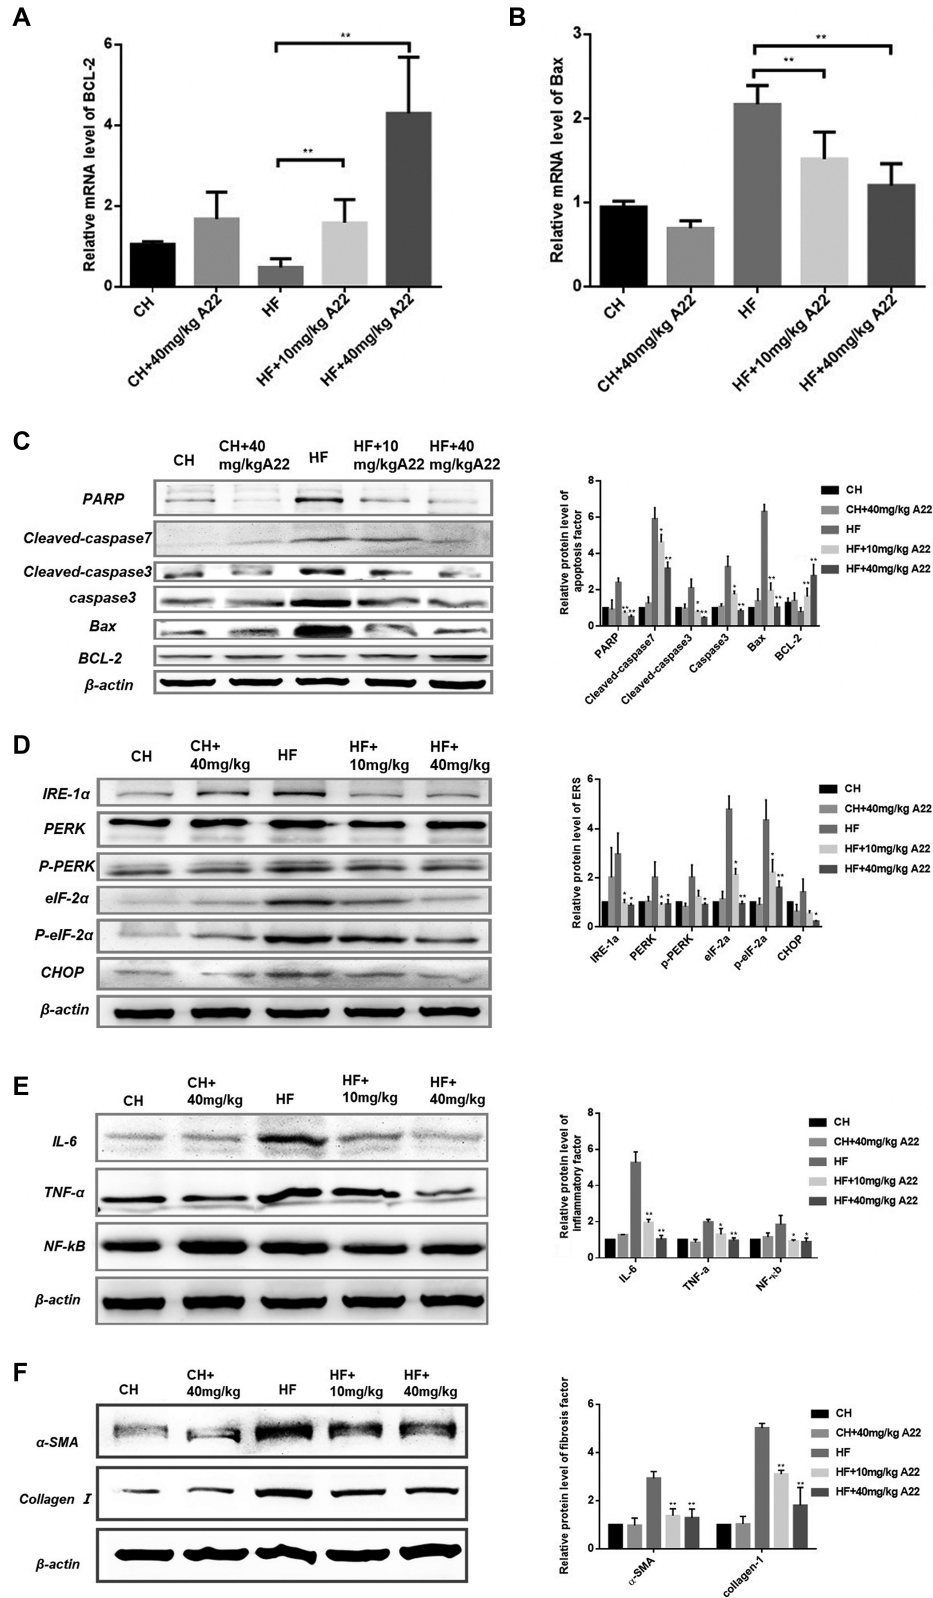 A
Relative mRNA level of BCL-2
6
4
2
0
**
**
CH
CH+40mg/kg A22
HF
HF+10mg/kg A22
HF+40mg/kg A22
B
Relative mRNA level of Bax
3
2
1
0
**
**
CH
CH+40mg/kg A22
HF
HF+10mg/kg A22
HF+40mg/kg A22
C
CH
CH+40
mg/kgA22
HF
HF+10
mg/kgA22
HF+40
mg/kgA22
PARP
Cleaved-caspase7
Cleaved-caspase3
caspase3
Bax
BCL-2
β-actin
Relative protein level of
apoptosis factor
8
6
4
2
0
PARP
Cleaved-caspase7
Cleaved-caspase3
Caspase3
Bax
BCL-2
CH
CH+40mg/kg A22
HF
HF+10mg/kg A22
HF+40mg/kg A22
D
CH
CH+
40mg/kg
HF
HF+
10mg/kg
HF+
40mg/kg
IRE-1α
PERK
P-PERK
eIF-2α
P-eIF-2α
CHOP
β-actin
Relative protein level of ERS
6
4
2
0
IRE-1a
PERK
p-PERK
eIF-2a
p-eIF-2a
CHOP
CH
CH+40mg/kg A22
HF
HF+10mg/kg A22
HF+40mg/kg A22
E
CH
CH+
40mg/kg
HF
HF+
10mg/kg
HF+
40mg/kg
IL-6
TNF-α
NF-kB
β-actin
Relative protein level of
Inflammatory factor
8
6
4
2
0
IL-6
TNF-a
NF-κb
CH
CH+40mg/kg A22
HF
HF+10mg/kg A22
HF+40mg/kg A22
F
CH
CH+
40mg/kg
HF
HF+
10mg/kg
HF+
40mg/kg
α-SMA
Collagen I
β-actin
Relative protein level of fibrosis factor
6
4
2
0
α-SMA
collagen-1
CH
CH+40mg/kg A22
HF
HF+10mg/kg A22
HF+40mg/kg A22